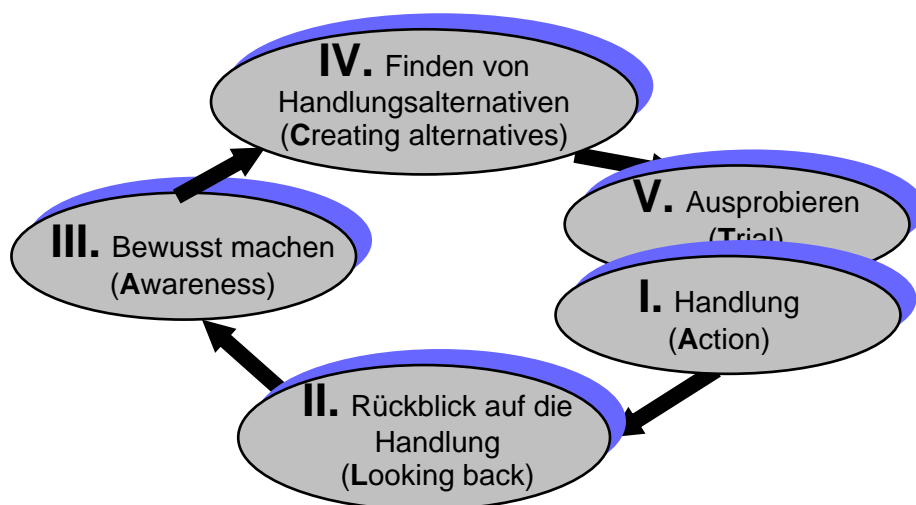 IV. Finden von
Handlungsalternativen
(Creating alternatives)
V. Ausprobieren
(Trial)
III. Bewusst machen
(Awareness)
I. Handlung
(Action)
II. Rückblick auf die
Handlung
(Looking back)